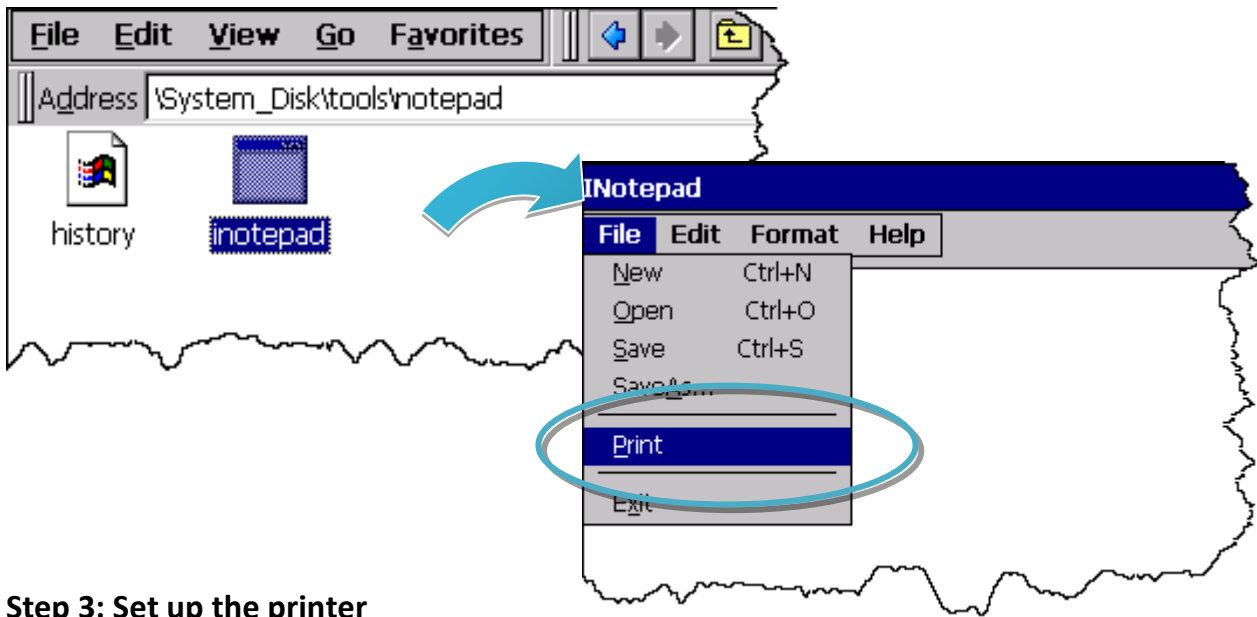 File Edit View Go Favorites
Address \System_Disk\tools\notepad
history inotepad
INotepad
File Edit Format Help
New Ctrl+N
Open Ctrl+O
Save Ctrl+S
SaveAs...
Print
Exit
Step 3: Set up the printer